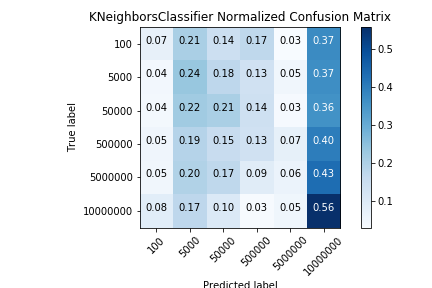 KNeighborsClassifier Normalized Confusion Matrix
100 0.07 0.21 0.14 0.17 0.03 0.37
5000 0.04 0.24 0.18 0.13 0.05 0.37
50000 0.04 0.22 0.21 0.14 0.03 0.36
500000 0.05 0.19 0.15 0.13 0.07 0.40
5000000 0.05 0.20 0.17 0.09 0.06 0.43
10000000 0.08 0.17 0.10 0.03 0.05 0.56
True label
100 5000 50000 500000 5000000 10000000
Predicted label
0.5
0.4
0.3
0.2
0.1